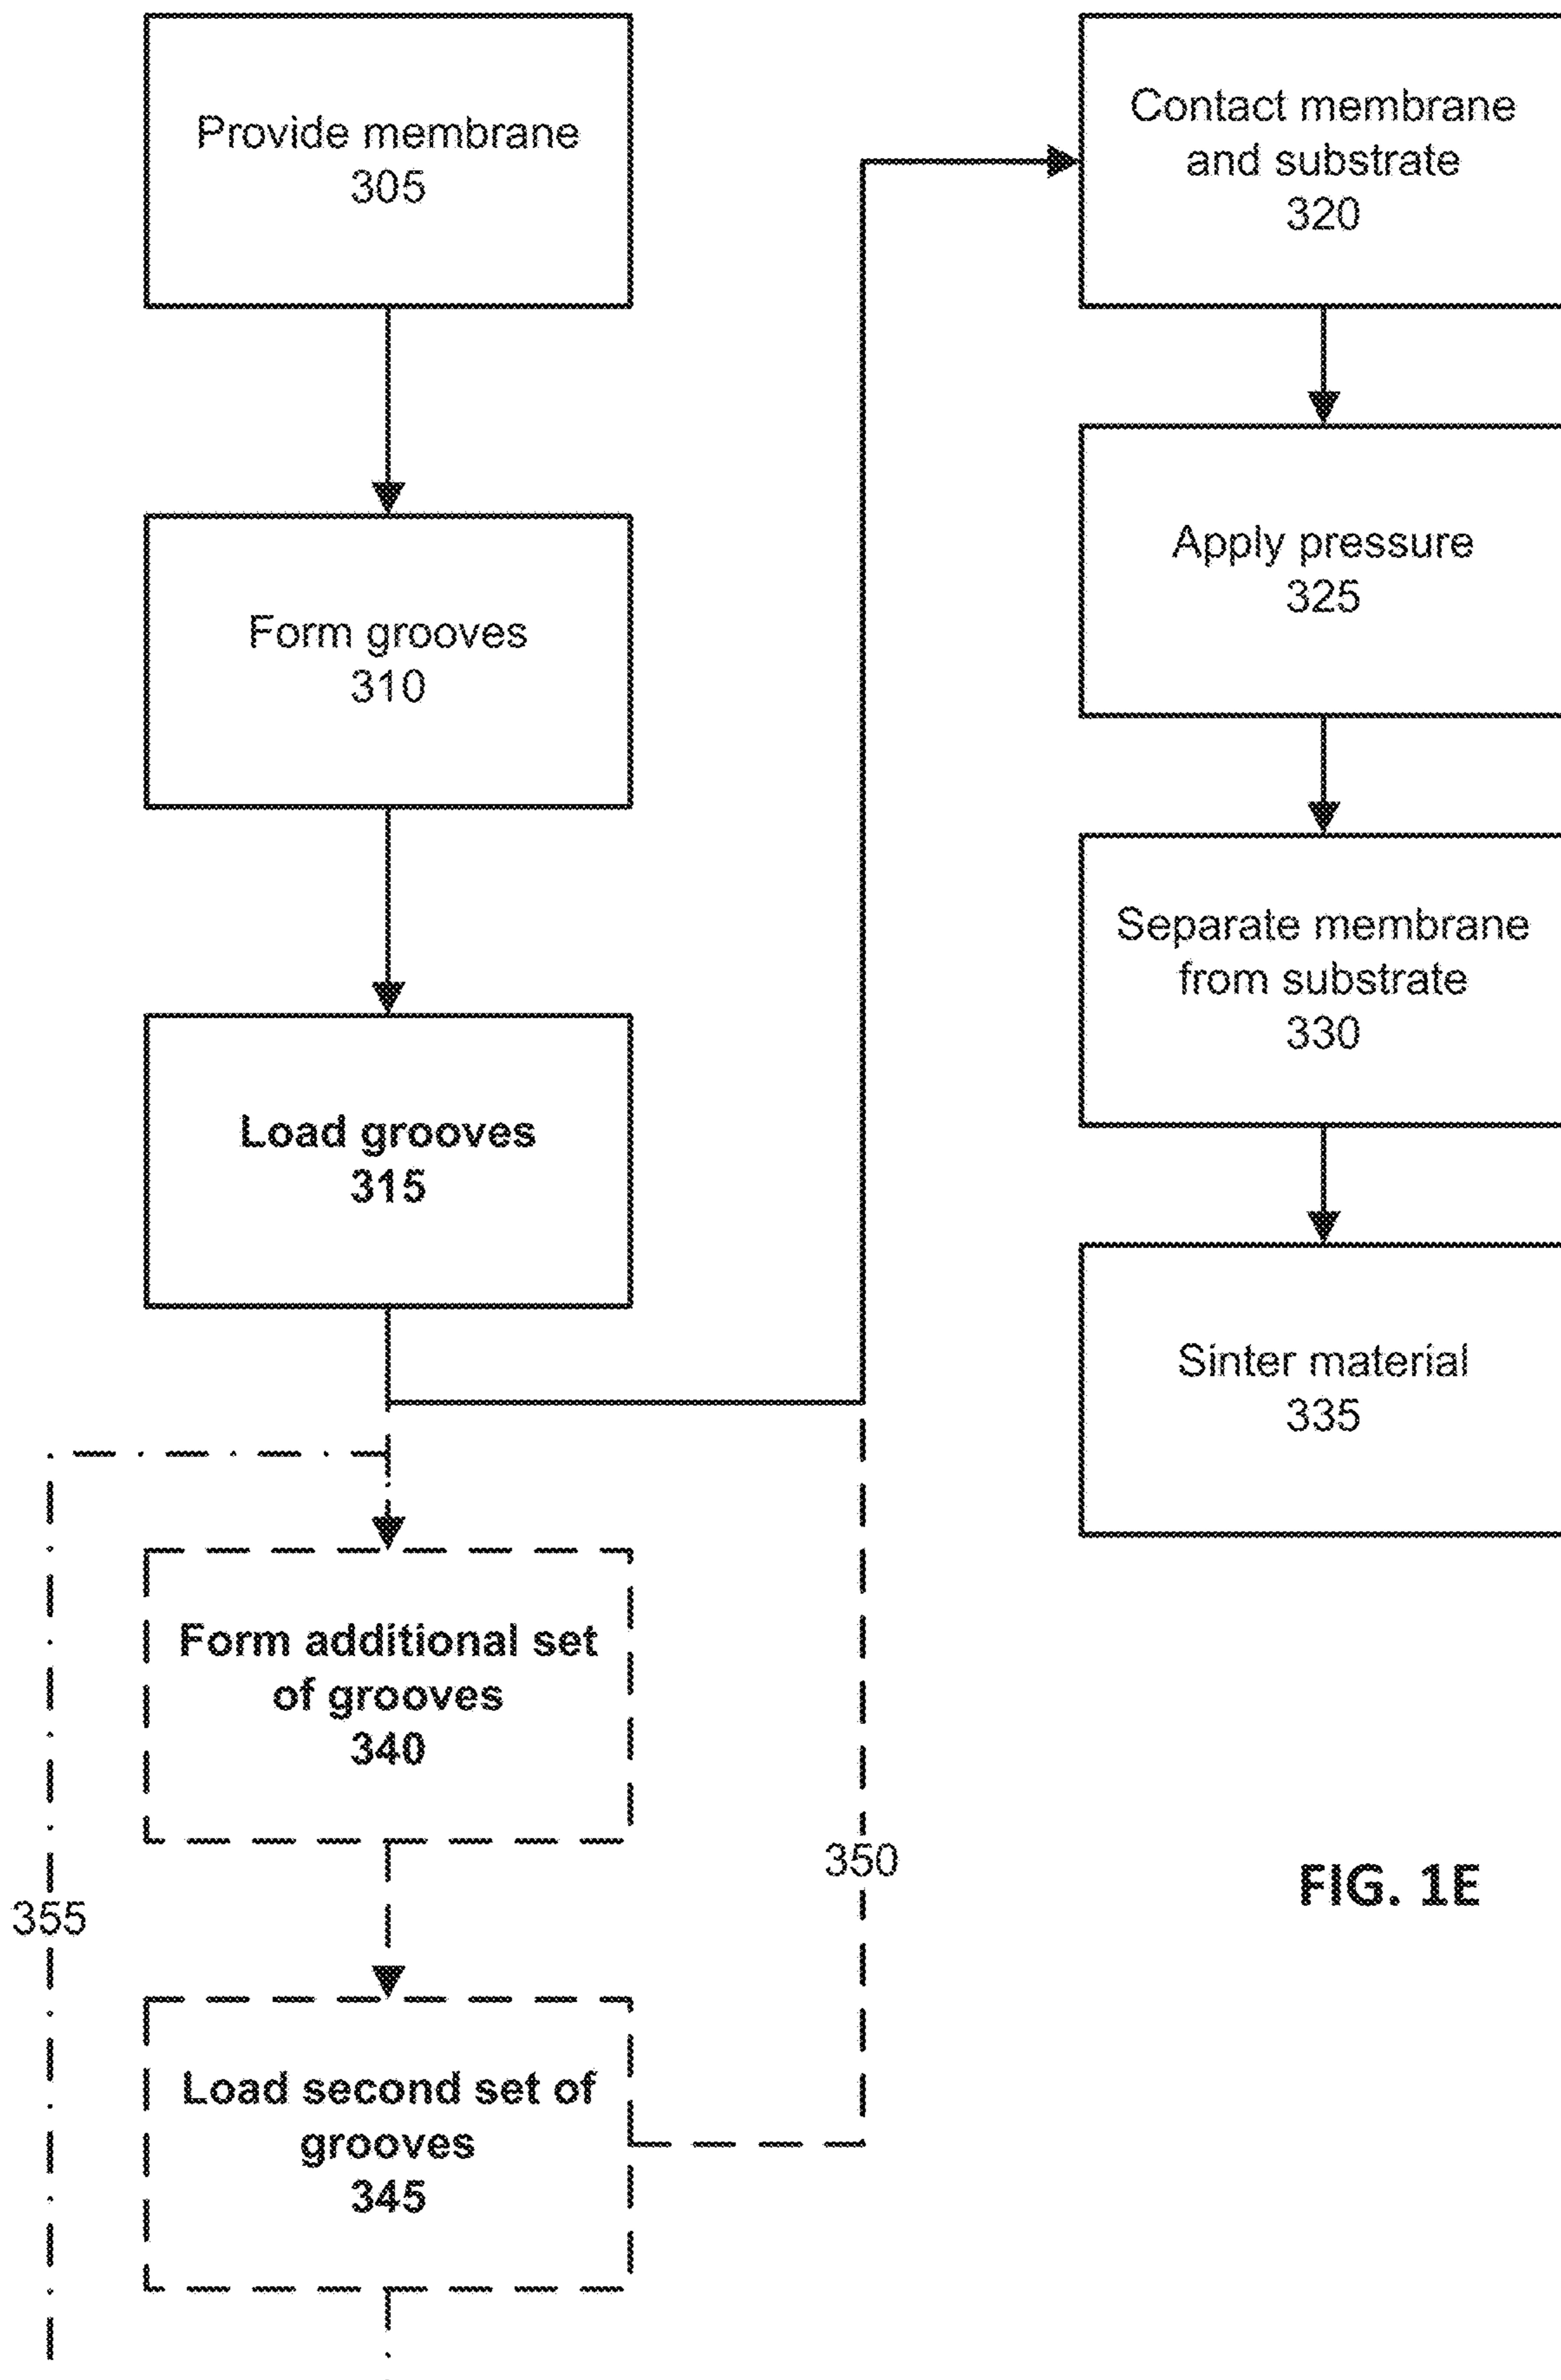 Provide membrane
305
Form grooves
310
Load grooves
315
Form additional set
of grooves
340
Load second set of
grooves
345
355
350
Contact membrane
and substrate
320
Apply pressure
325
Separate membrane
from substrate
330
Sinter material
335
FIG. 1E